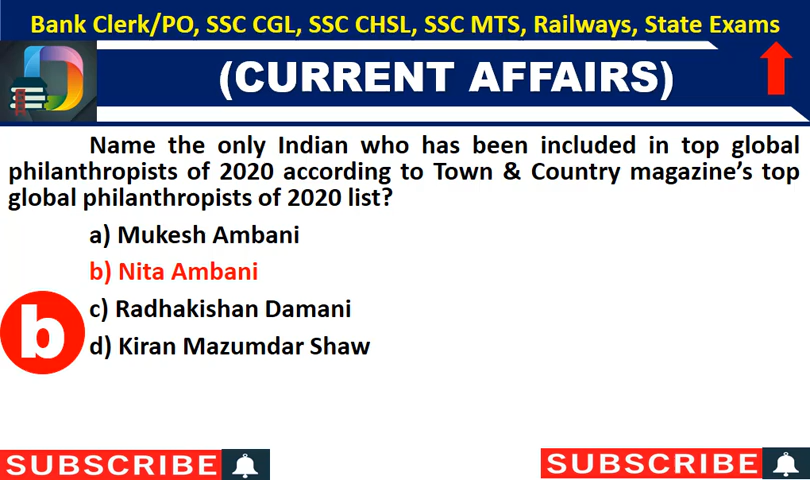 Bank Clerk/PO, SSC CGL, SSC CHSL, SSC MTS, Railways, State Exams
(CURRENT AFFAIRS)
Name the only Indian who has been included in top global
philanthropists of 2020 according to Town & Country magazine’s top
global philanthropists of 2020 list?
a) Mukesh Ambani
b) Nita Ambani
c) Radhakishan Damani
b
d) Kiran Mazumdar Shaw
SUBSCRIBE
SUBSCRIBE